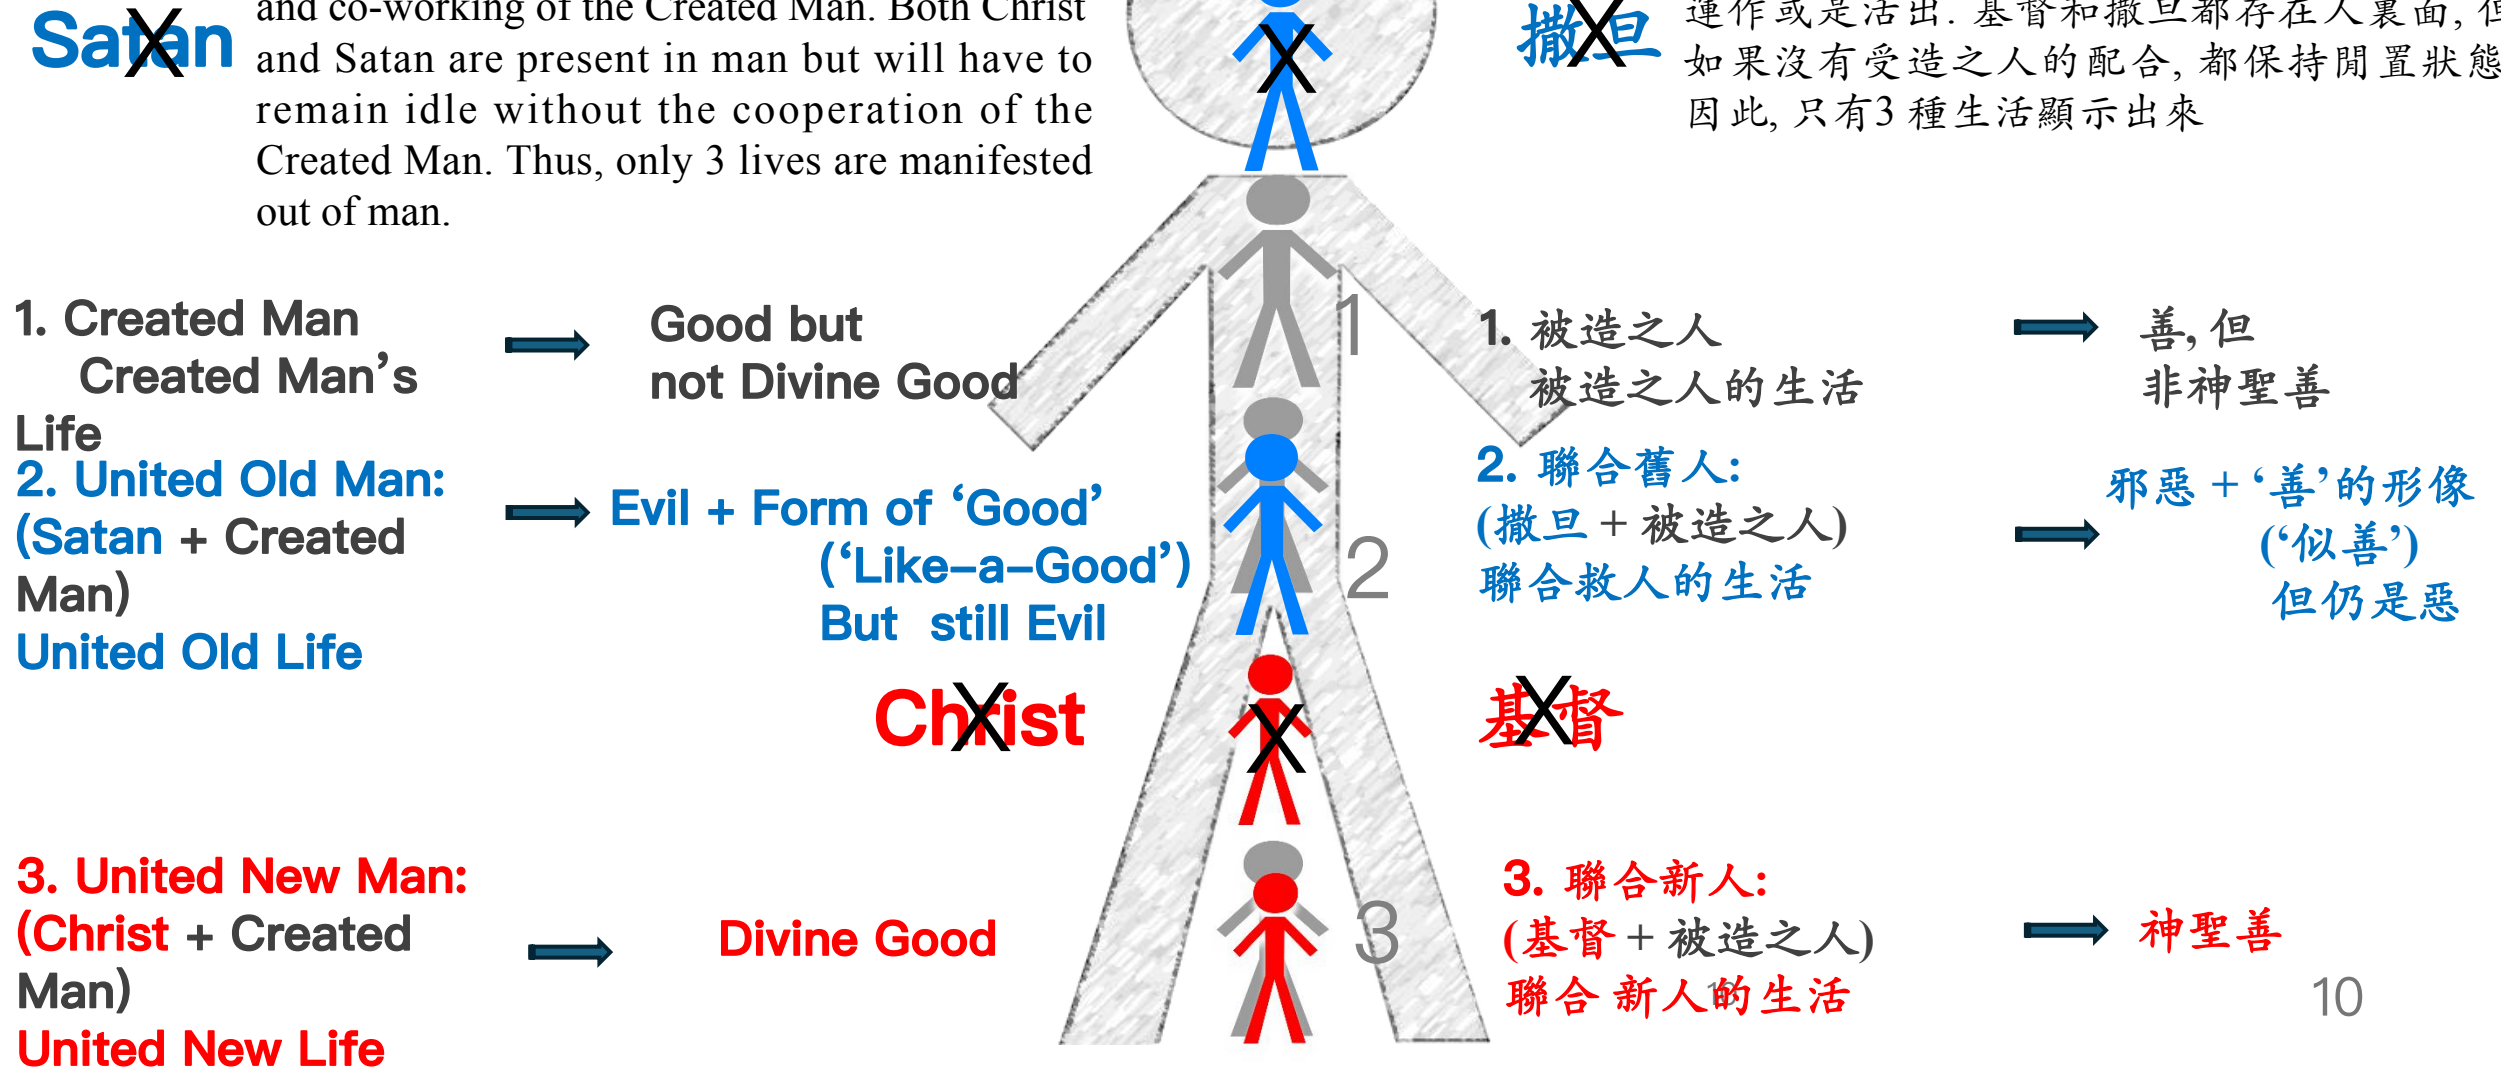 Satan
and co-working of the Created Man. Both Christ
and Satan are present in man but will have to
remain idle without the cooperation of the
Created Man. Thus, only 3 lives are manifested
out of man.
撒旦
運作或是活出. 基督和撒旦都存在人裏面, 但
如果沒有受造之人的配合, 都保持閒置狀態
因此, 只有3 種生活顯示出來
1. Created Man
Created Man’s
Life
Good but
not Divine Good
1
1. 被造之人
被造之人的生活
善, 但
非神聖善
2. United Old Man:
(Satan + Created
Man)
United Old Life
Evil + Form of ‘Good’
(‘Like–a–Good’)
But still Evil
2
2. 聯合舊人:
(撒旦 + 被造之人)
聯合救人的生活
邪惡 + ‘善’的形像
(‘似善’)
但仍是惡
Christ
基督
3. United New Man:
(Christ + Created
Man)
United New Life
Divine Good
3
3. 聯合新人:
(基督 + 被造之人)
聯合 新人的生活
神聖善
10